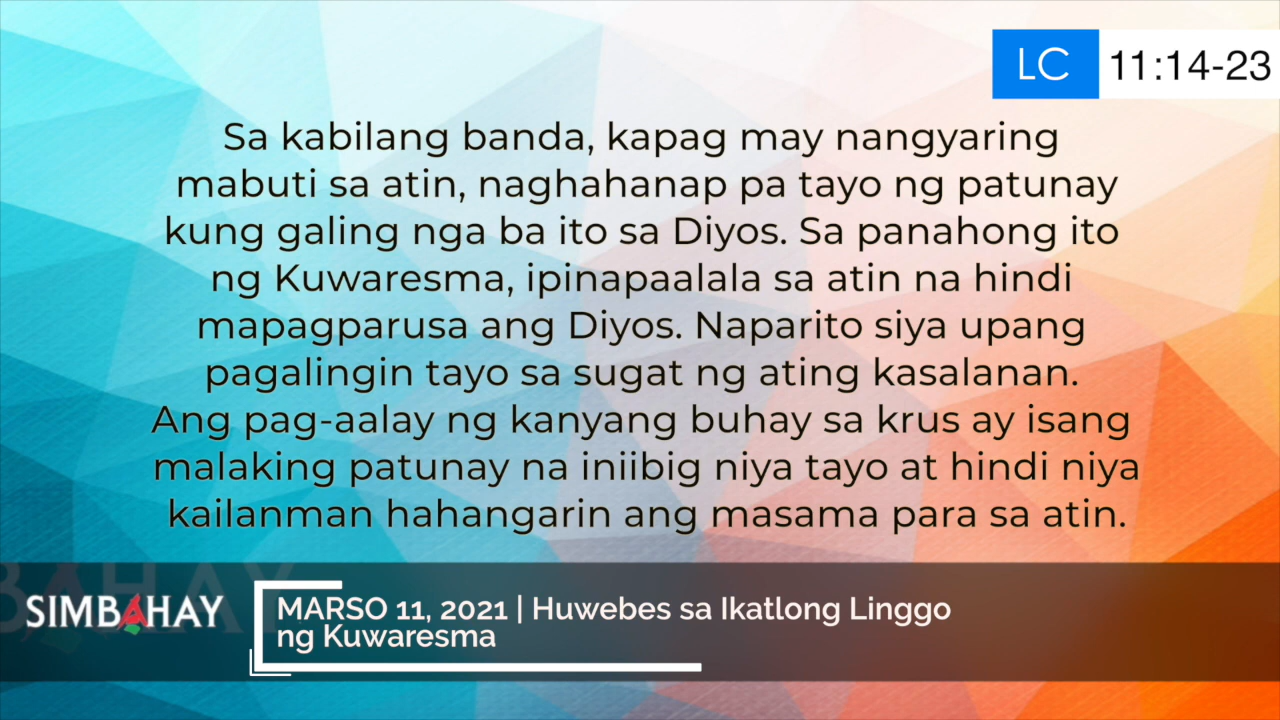 LC 11:14-23
Sa kabilang banda, kapag may nangyaring
mabuti sa atin, naghahanap pa tayo ng patunay
kung galing nga ba ito sa Diyos. Sa panahong ito
ng Kuwaresma, ipinapaalala sa atin na hindi
mapagparusa ang Diyos. Naparito siya upang
pagalingin tayo sa sugat ng ating kasalanan.
Ang pag-aalay ng kanyang buhay sa krus ay isang
malaking patunay na iniibig niya tayo at hindi niya
kailanman hahangarin ang masama para sa atin.
SIMBAHAY
MARSO 11, 2021 | Huwebes sa Ikatlong Linggo
ng Kuwaresma